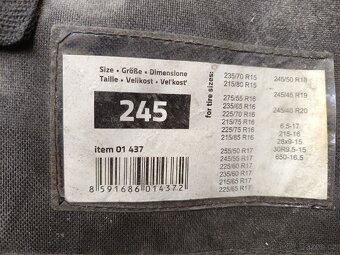 Size • Größe • Dimensione
Taille • Velikost • Veľkosť
245
item 01 437
8 591686 014372
for tire sizes:
235/70 R15
215/80 R15
275/55 R16
235/65 R16
225/70 R16
215/75 R16
225/75 R16
215/85 R16
255/50 R17
245/55 R17
225/60 R17
235/60 R17
215/65 R17
225/65 R17
245/50 R18
245/45 R19
245/40 R20
6.5-17
215-16
28x9-15
30R9.5-15
650-16.5